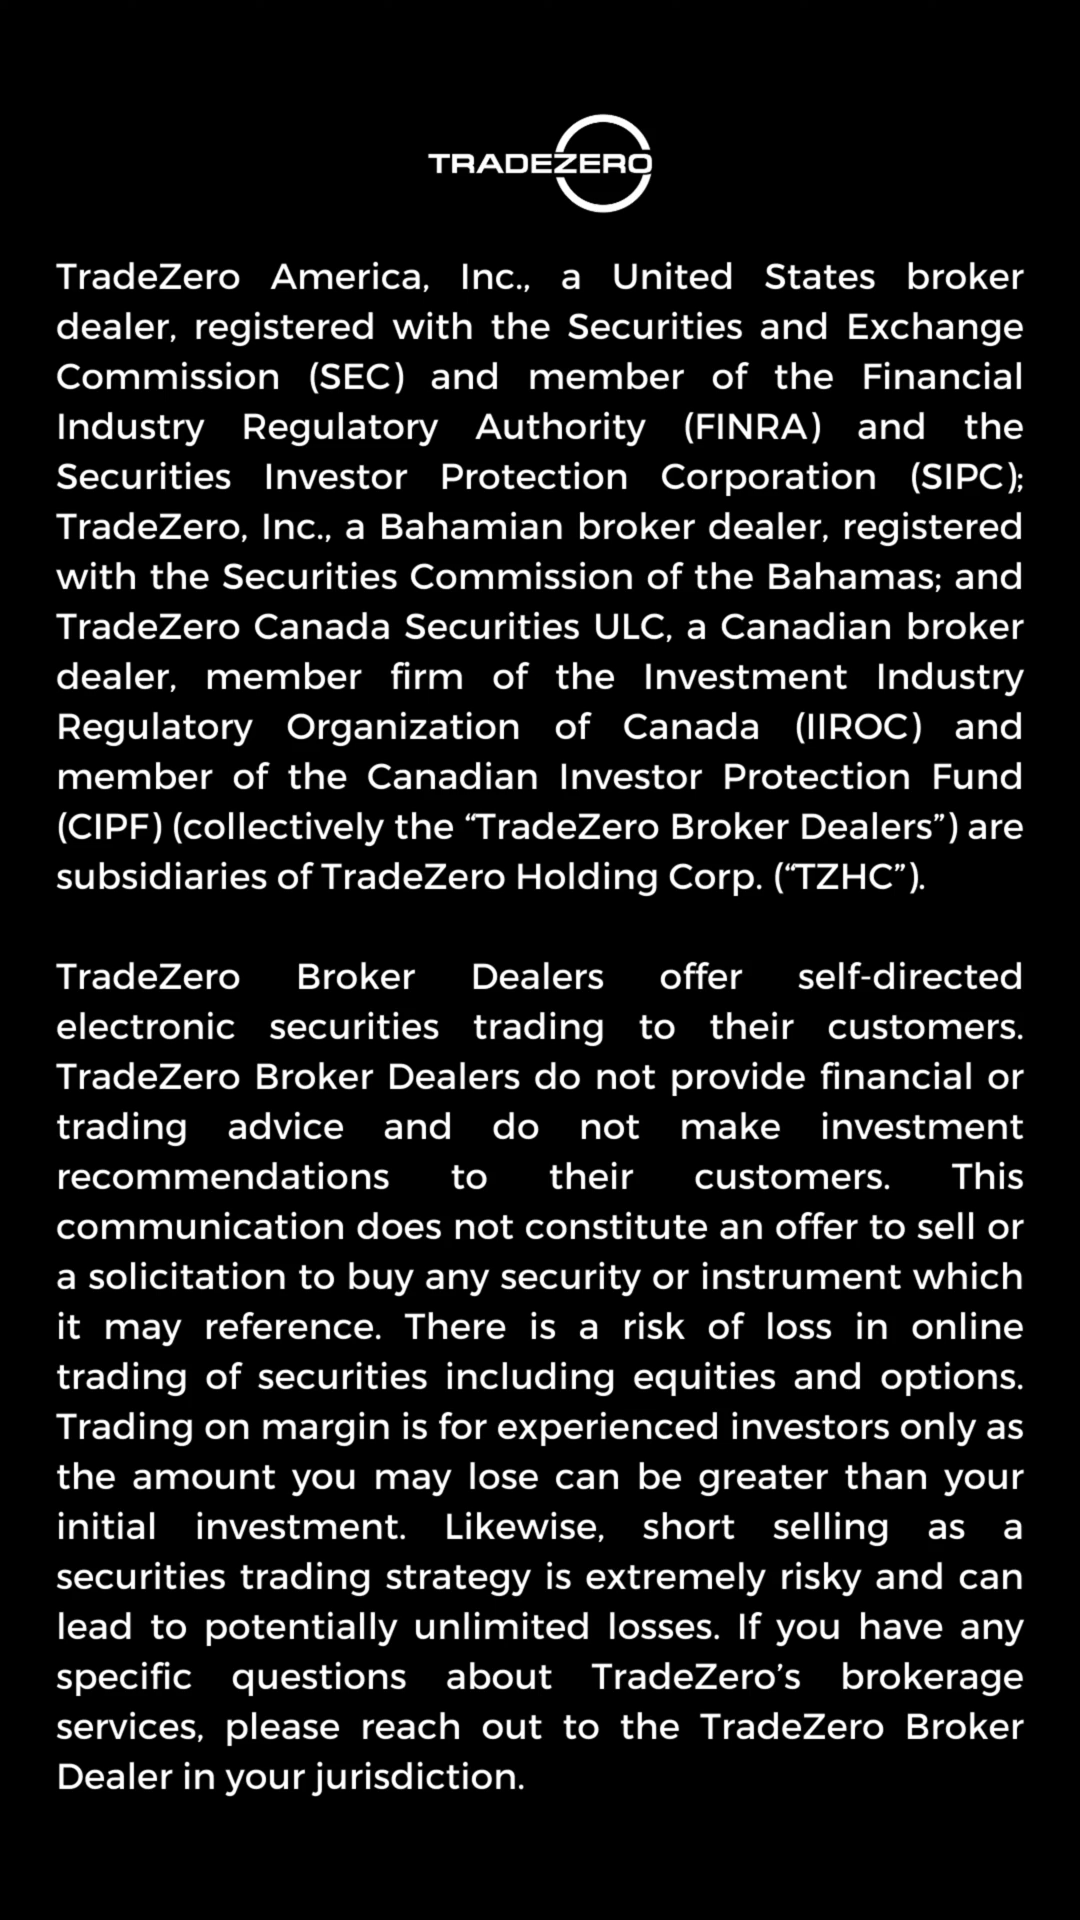 TRADEZERO
TradeZero America, Inc., a United States broker
dealer, registered with the Securities and Exchange
Commission (SEC) and member of the Financial
Industry Regulatory Authority (FINRA) and the
Securities Investor Protection Corporation (SIPC);
TradeZero, Inc., a Bahamian broker dealer, registered
with the Securities Commission of the Bahamas; and
TradeZero Canada Securities ULC, a Canadian broker
dealer, member firm of the Investment Industry
Regulatory Organization of Canada (IIROC) and
member of the Canadian Investor Protection Fund
(CIPF) (collectively the “TradeZero Broker Dealers”) are
subsidiaries of TradeZero Holding Corp. (“TZHC”).
TradeZero Broker Dealers offer self-directed
electronic securities trading to their customers.
TradeZero Broker Dealers do not provide financial or
trading advice and do not make investment
recommendations to their customers. This
communication does not constitute an offer to sell or
a solicitation to buy any security or instrument which
it may reference. There is a risk of loss in online
trading of securities including equities and options.
Trading on margin is for experienced investors only as
the amount you may lose can be greater than your
initial investment. Likewise, short selling as a
securities trading strategy is extremely risky and can
lead to potentially unlimited losses. If you have any
specific questions about TradeZero’s brokerage
services, please reach out to the TradeZero Broker
Dealer in your jurisdiction.